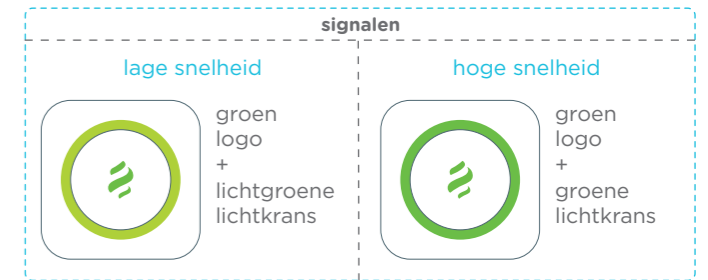 signalen
lage snelheid
groen
logo
+
lichtgroene
lichtkrans
hoge snelheid
groen
logo
+
groene
lichtkrans